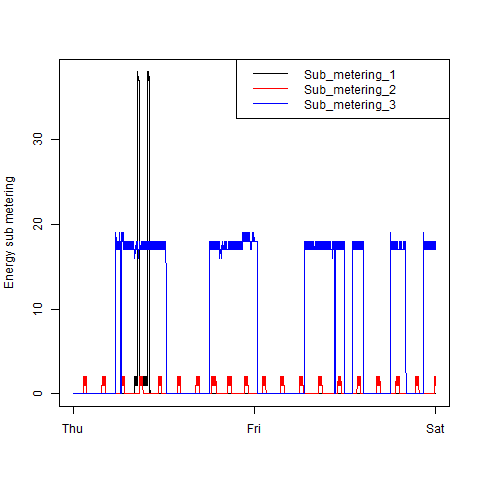 Sub_metering_1
Sub_metering_2
Sub_metering_3
Energy sub metering
30
20
10
0
Thu
Fri
Sat